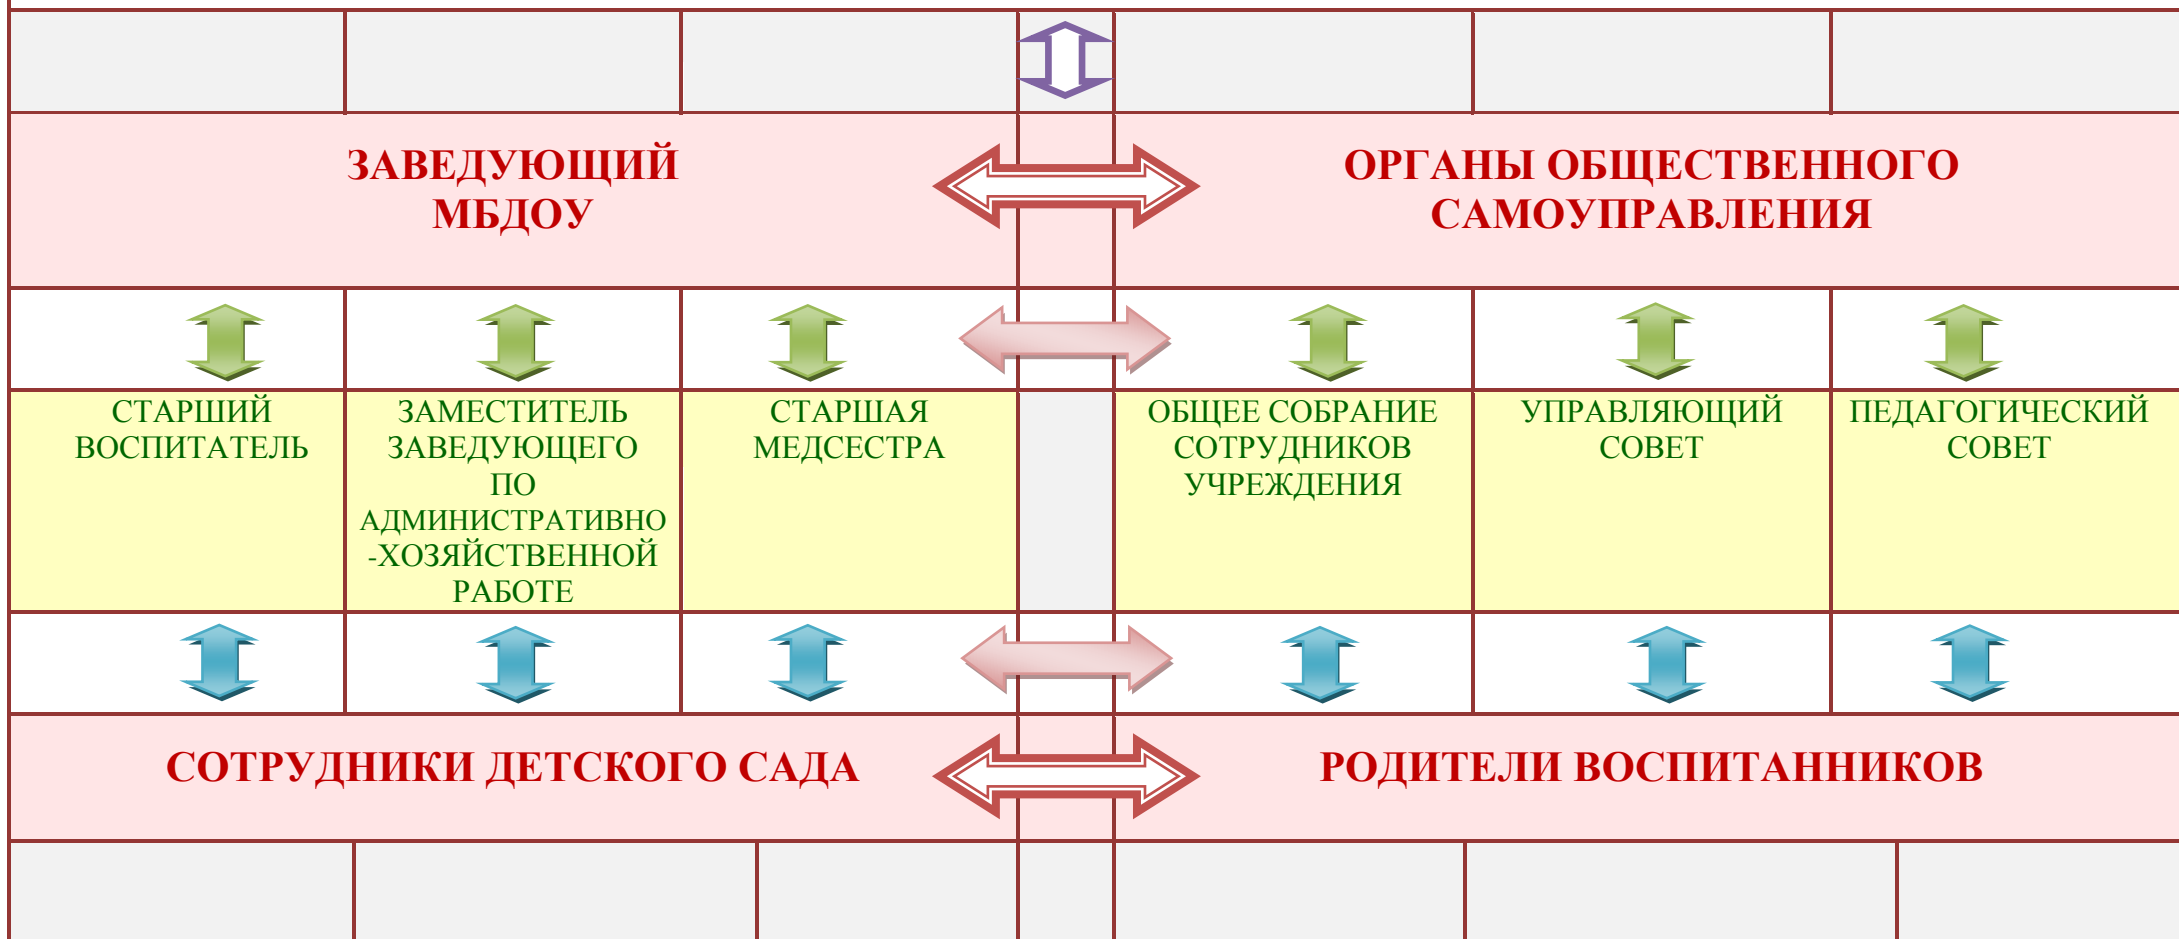 ЗАВЕДУЮЩИЙ
МБДОУ
ОРГАНЫ ОБЩЕСТВЕННОГО
САМОУПРАВЛЕНИЯ
СТАРШИЙ
ВОСПИТАТЕЛЬ
ЗАМЕСТИТЕЛЬ
ЗАВЕДУЮЩЕГО
ПО
АДМИНИСТРАТИВНО
-ХОЗЯЙСТВЕННОЙ
РАБОТЕ
СТАРШАЯ
МЕДСЕСТРА
ОБЩЕЕ СОБРАНИЕ
СОТРУДНИКОВ
УЧРЕЖДЕНИЯ
УПРАВЛЯЮЩИЙ
СОВЕТ
ПЕДАГОГИЧЕСКИЙ
СОВЕТ
СОТРУДНИКИ ДЕТСКОГО САДА
РОДИТЕЛИ ВОСПИТАННИКОВ